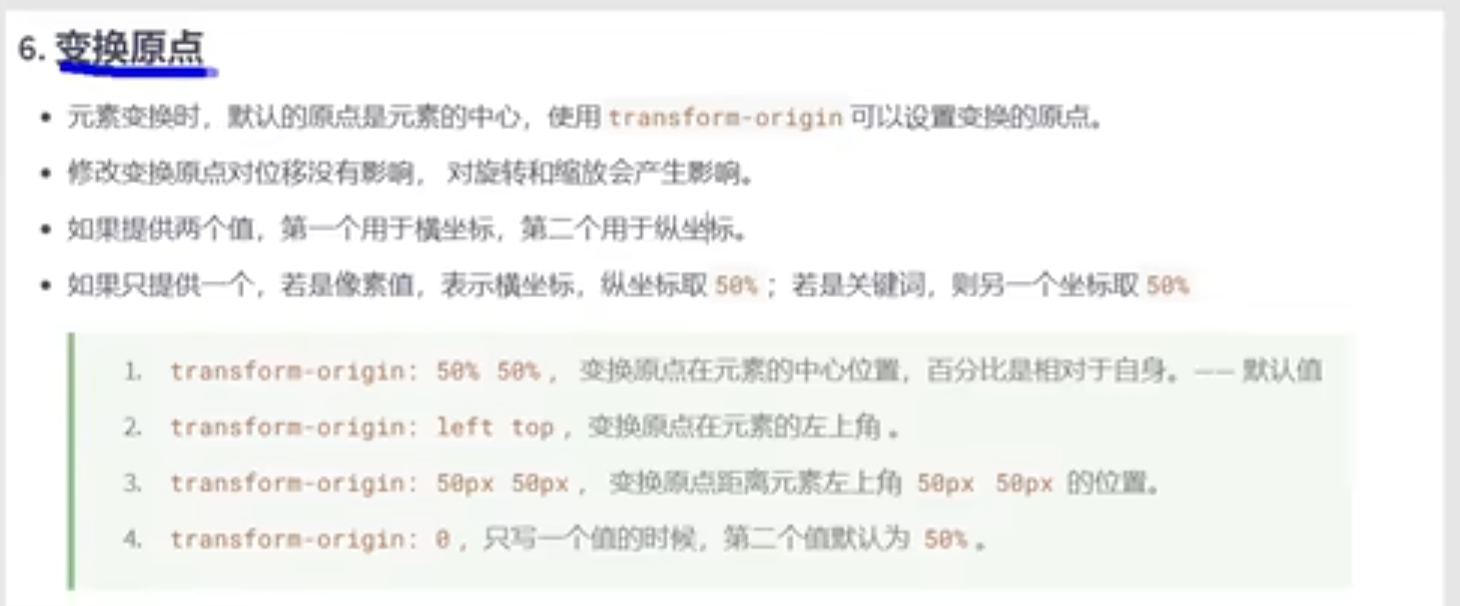 6. 变换原点
• 元素变换时，默认的原点是元素的中心，使用 transform-origin 可以设置变换的原点。
• 修改变换原点对位移没有影响， 对旋转和缩放会产生影响。
• 如果提供两个值，第一个用于横坐标，第二个用于纵坐标。
• 如果只提供一个，若是像素值，表示横坐标，纵坐标取 50% ；若是关键词，则另一个坐标取 50%
1. transform-origin: 50% 50% ， 变换原点在元素的中心位置，百分比是相对于自身。—— 默认值
2. transform-origin: left top ，变换原点在元素的左上角 。
3. transform-origin: 50px 50px ， 变换原点距离元素左上角 50px 50px 的位置。
4. transform-origin: 0 ，只写一个值的时候，第二个值默认为 50% 。